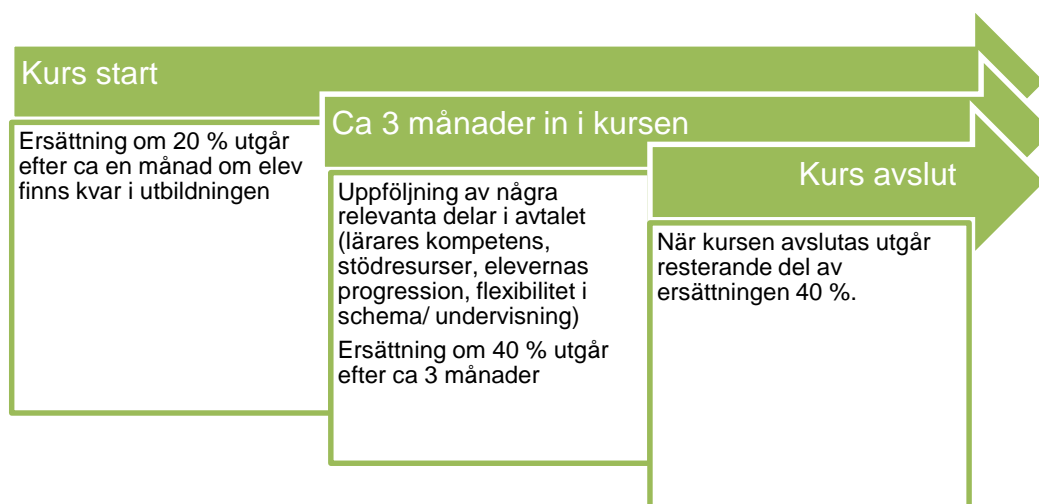 Kurs start
Ersättning om 20 % utgår
efter ca en månad om elev
finns kvar i utbildningen
Ca 3 månader in i kursen
Uppföljning av några
relevanta delar i avtalet
(lärares kompetens,
stödresurser, elevernas
progression, flexibilitet i
schema/ undervisning)
Ersättning om 40 % utgår
efter ca 3 månader
Kurs avslut
När kursen avslutas utgår
resterande del av
ersättningen 40 %.